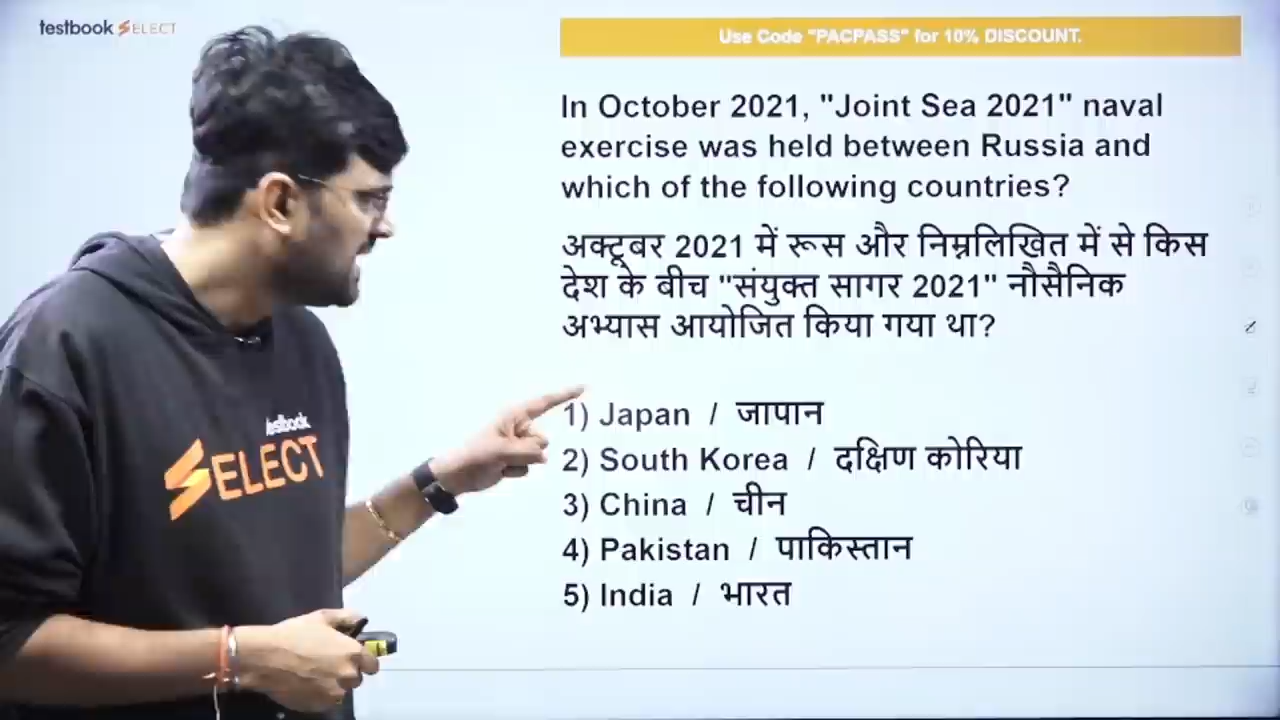 testbook SELECT
Use Code "PACPASS" for 10% DISCOUNT.
In October 2021, "Joint Sea 2021" naval
exercise was held between Russia and
which of the following countries?
अक्टूबर 2021 में रूस और निम्नलिखित में से किस
देश के बीच "संयुक्त सागर 2021" नौसैनिक
अभ्यास आयोजित किया गया था?
1) Japan / जापान
2) South Korea / दक्षिण कोरिया
3) China / चीन
4) Pakistan / पाकिस्तान
5) India / भारत
testbook
SELECT